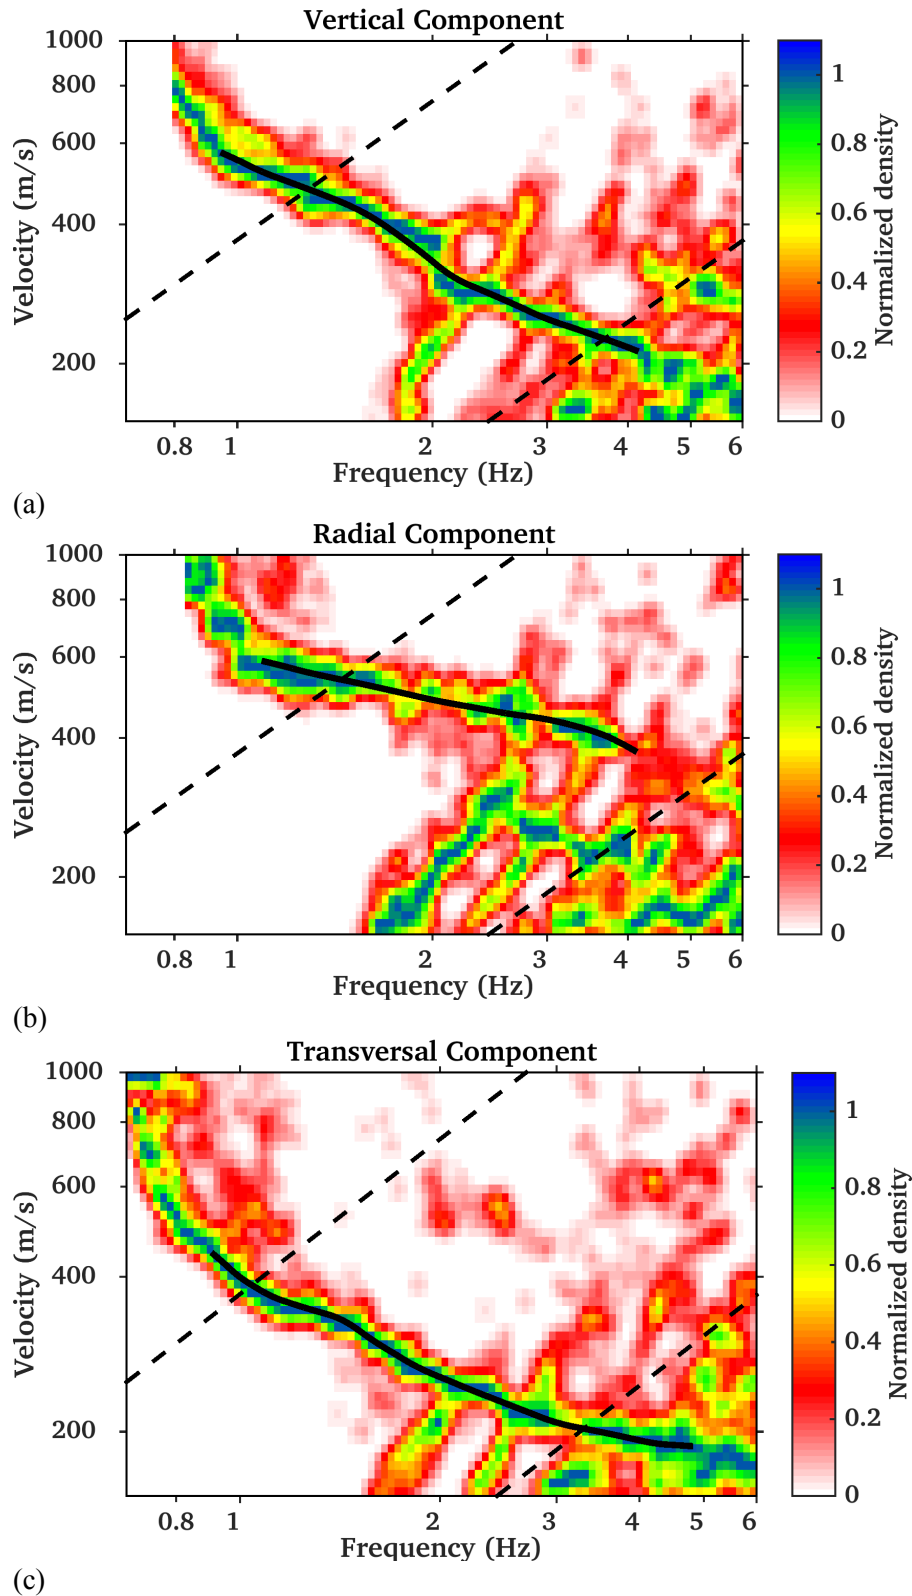 Vertical Component
1000
800
600
400
200
Velocity (m/s)
0.8 1 2 3 4 5 6
Frequency (Hz)
1
0.8
0.6
0.4
0.2
0
Normalized density
(a)
Radial Component
1000
800
600
400
200
Velocity (m/s)
0.8 1 2 3 4 5 6
Frequency (Hz)
1
0.8
0.6
0.4
0.2
0
Normalized density
(b)
Transversal Component
1000
800
600
400
200
Velocity (m/s)
0.8 1 2 3 4 5 6
Frequency (Hz)
1
0.8
0.6
0.4
0.2
0
Normalized density
(c)